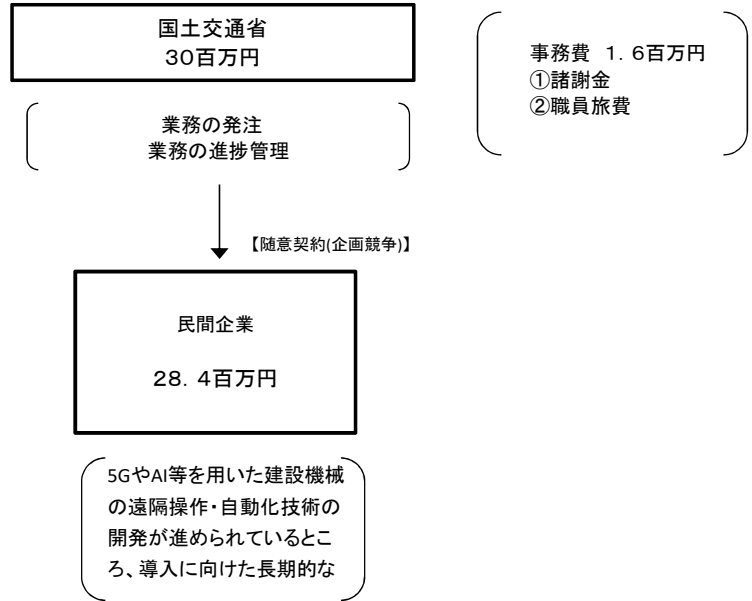 国土交通省
30百万円
事務費 1.6百万円
①諸謝金
②職員旅費
業務の発注
業務の進捗管理
【随意契約(企画競争)】
民間企業
28.4百万円
5GやAI等を用いた建設機械
の遠隔操作・自動化技術の
開発が進められているとこ
ろ、導入に向けた長期的な